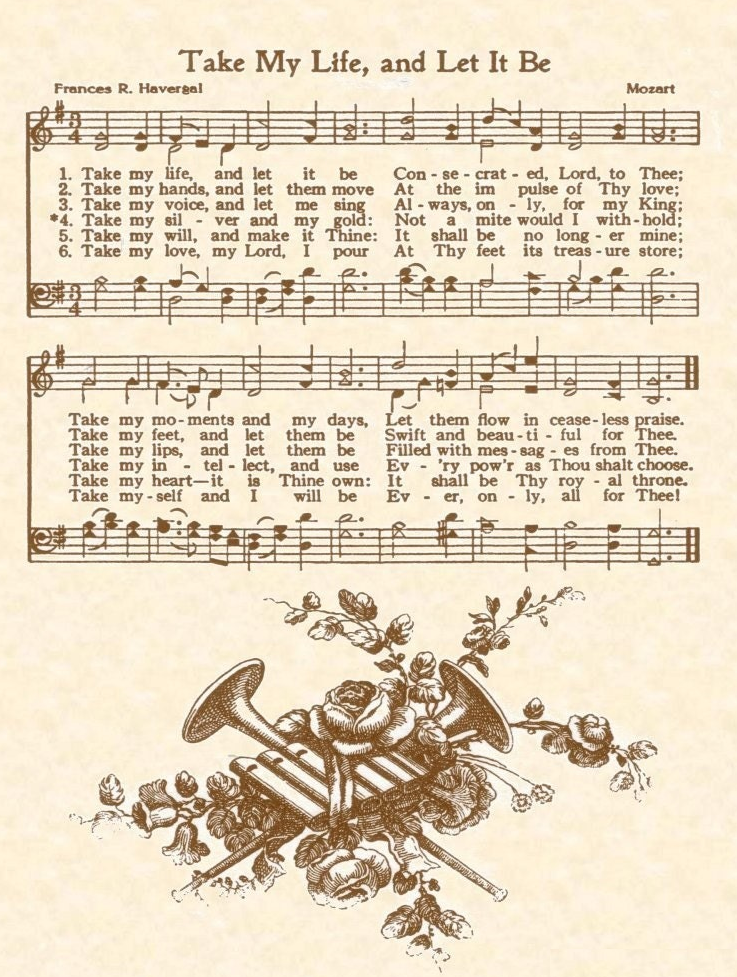 Take My Life, and Let It Be
Frances R. Havergal Mozart
1. Take my life, and let it be Con - se - crat - ed, Lord, to Thee;
2. Take my hands, and let them move At the im pulse of Thy love;
3. Take my voice, and let me sing Al - ways, on - ly, for my King;
*4. Take my sil - ver and my gold: Not a mite would I with - hold;
5. Take my will, and make it Thine: It shall be no long - er mine;
6. Take my love, my Lord, I pour At Thy feet its treas - ure store;
Take my mo - ments and my days, Let them flow in cease - less praise.
Take my feet, and let them be Swift and beau - ti - ful for Thee.
Take my lips, and let them be Filled with mes - sag - es from Thee.
Take my in - tel - lect, and use Ev - 'ry pow'r as Thou shalt choose.
Take my heart—it is Thine own: It shall be Thy roy - al throne.
Take my - self and I will be Ev - er, on - ly, all for Thee!